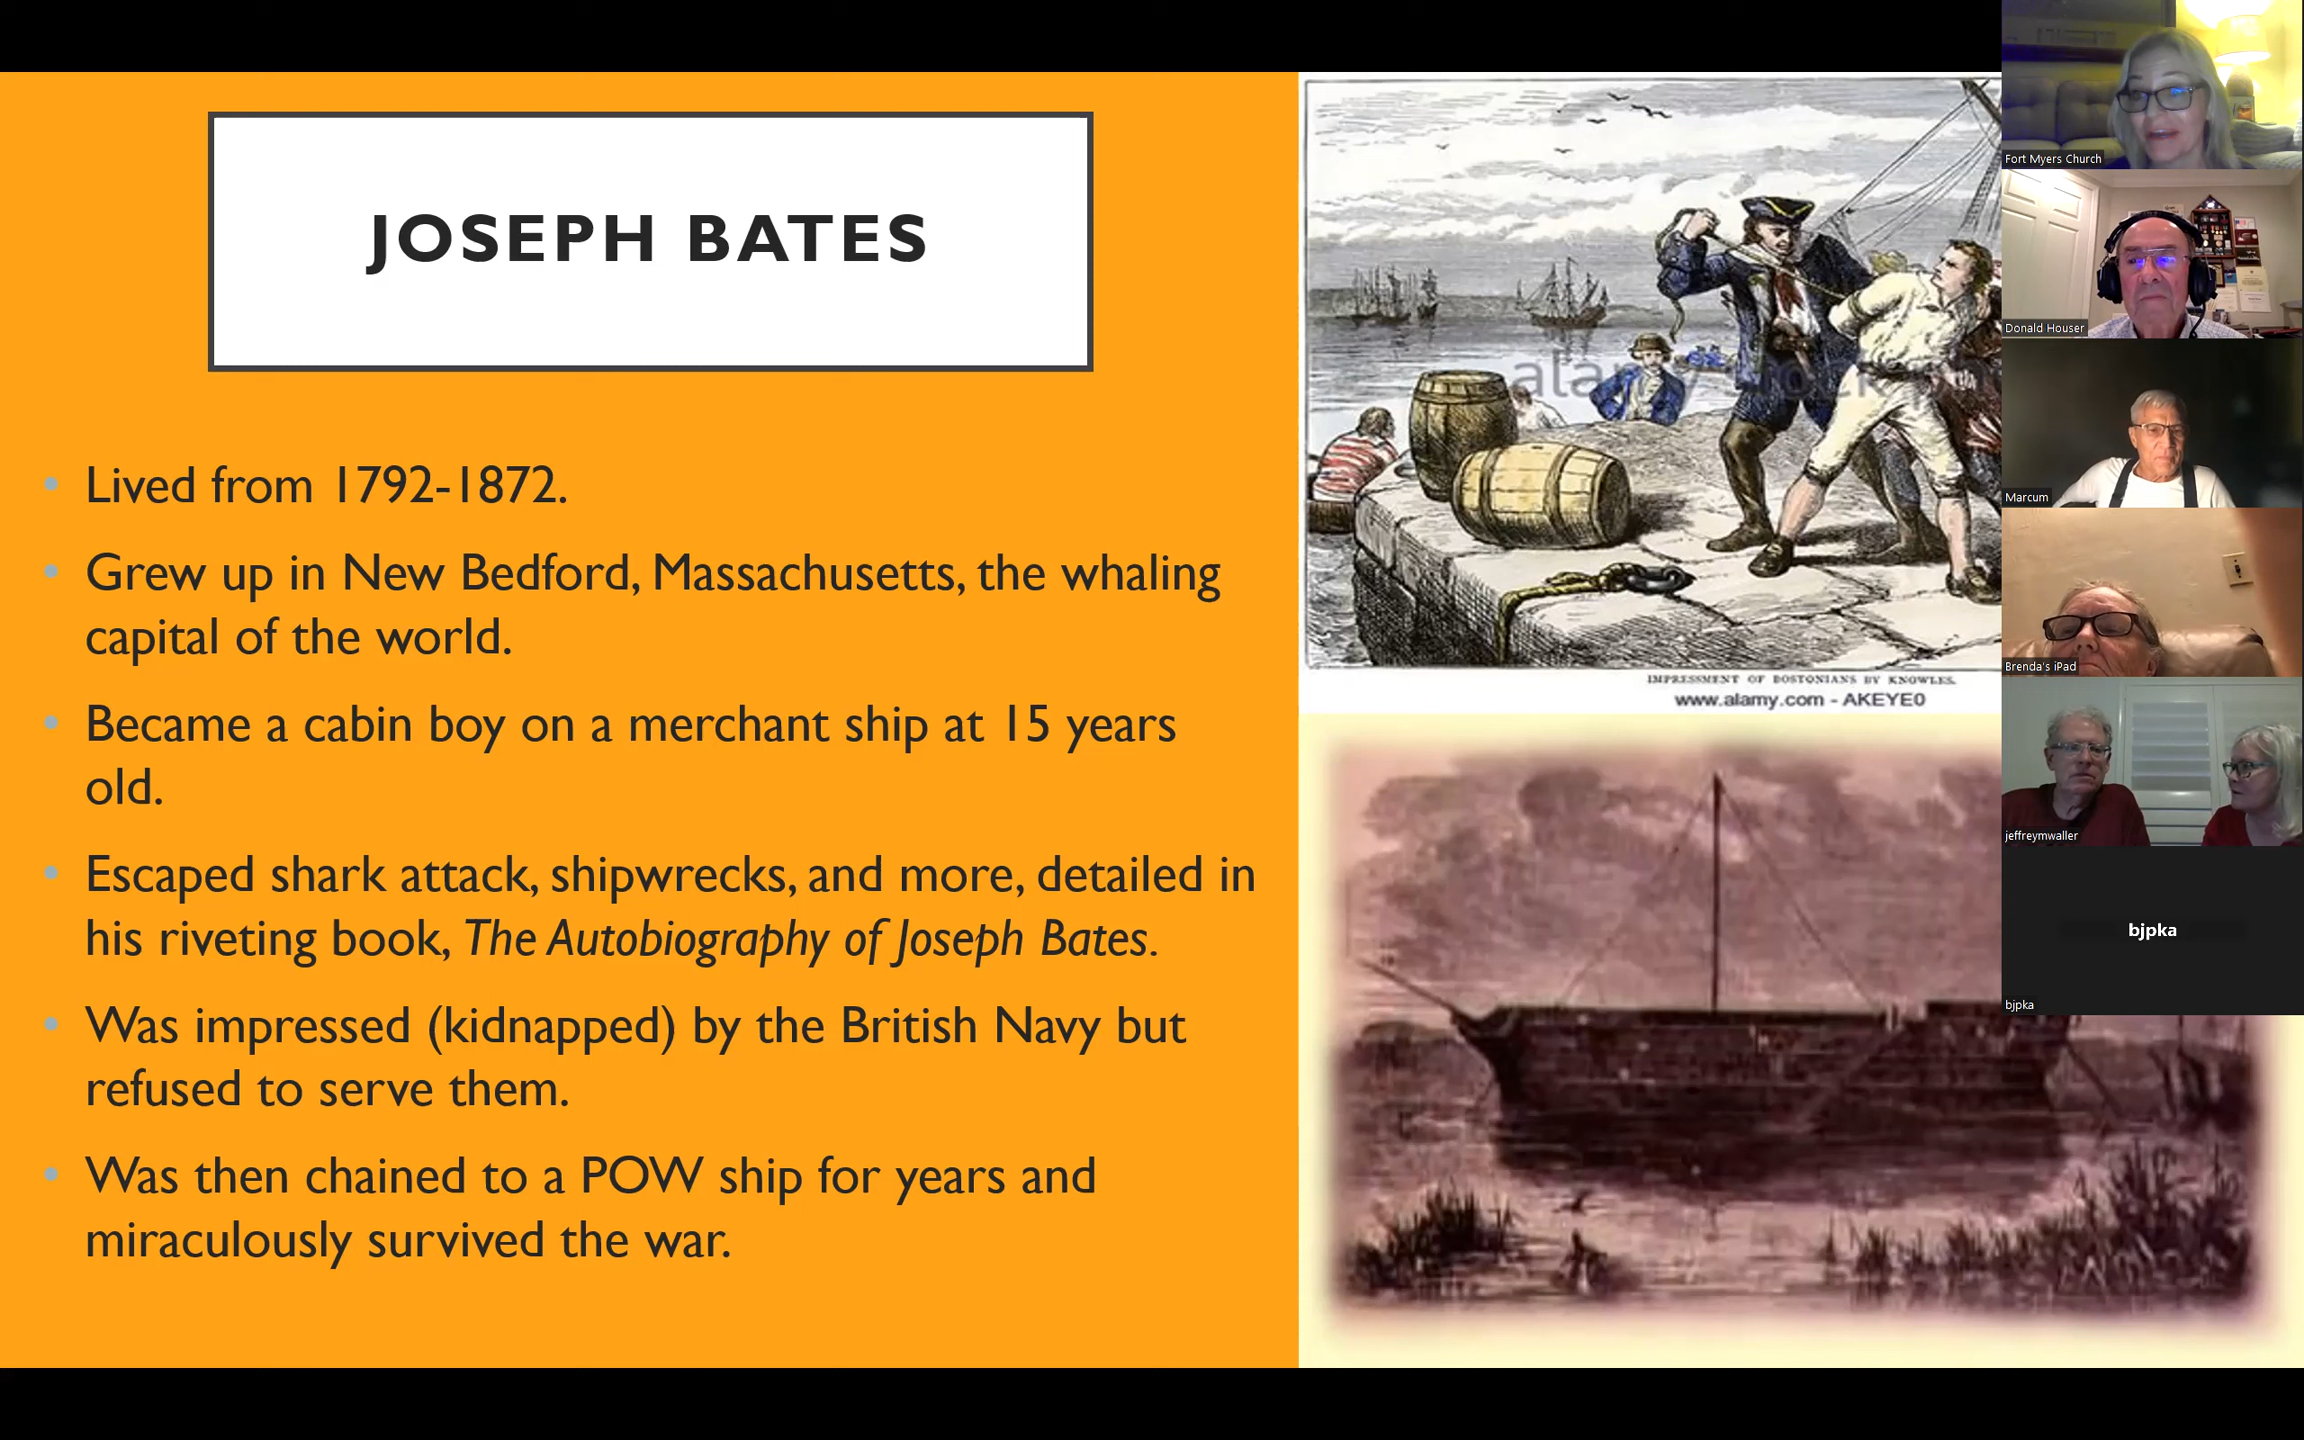 JOSEPH BATES
• Lived from 1792-1872.
• Grew up in New Bedford, Massachusetts, the whaling
capital of the world.
• Became a cabin boy on a merchant ship at 15 years
old.
• Escaped shark attack, shipwrecks, and more, detailed in
his riveting book, The Autobiography of Joseph Bates.
• Was impressed (kidnapped) by the British Navy but
refused to serve them.
• Was then chained to a POW ship for years and
miraculously survived the war.
alamy stock
IMPRESSMENT OF BOSTONIANS BY KNOWLES.
www.alamy.com - AKEYE0
Fort Myers Church
Donald Houser
Marcum
Brenda's iPad
jeffreymwaller
bjpka
bjpka